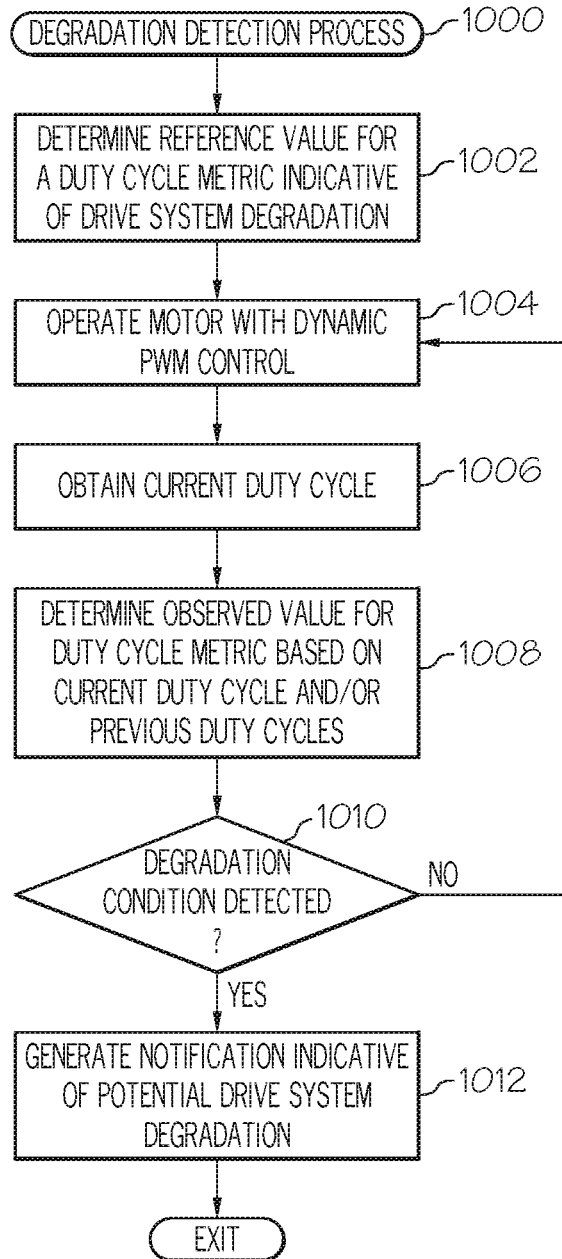 DEGRADATION DETECTION PROCESS
1000
DETERMINE REFERENCE VALUE FOR
A DUTY CYCLE METRIC INDICATIVE
OF DRIVE SYSTEM DEGRADATION
1002
OPERATE MOTOR WITH DYNAMIC
PWM CONTROL
1004
OBTAIN CURRENT DUTY CYCLE
1006
DETERMINE OBSERVED VALUE FOR
DUTY CYCLE METRIC BASED ON
CURRENT DUTY CYCLE AND/OR
PREVIOUS DUTY CYCLES
1008
1010
DEGRADATION
CONDITION DETECTED
?
NO
YES
GENERATE NOTIFICATION INDICATIVE
OF POTENTIAL DRIVE SYSTEM
DEGRADATION
1012
EXIT